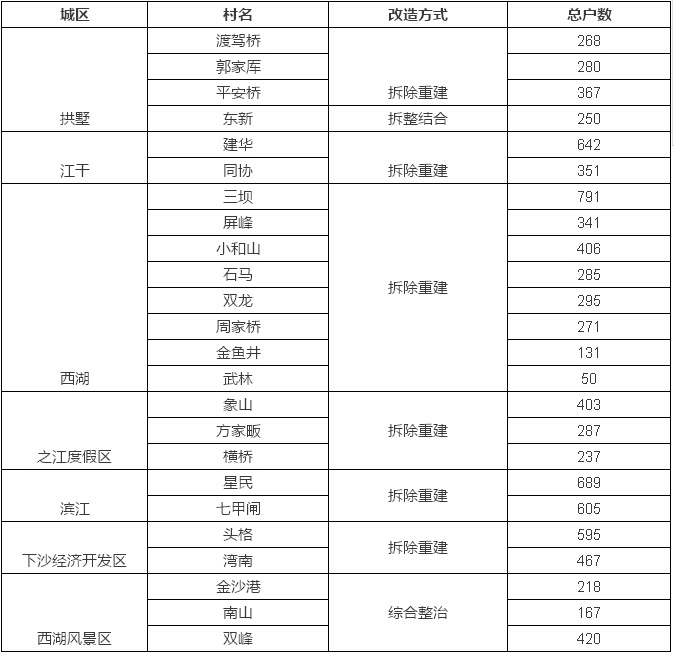 城区 村名 改造方式 总户数
渡驾桥 268
郭家厍 280
平安桥 拆除重建 367
拱墅 东新 拆整结合 250
建华 642
江干 同协 拆除重建 351
三坝 791
屏峰 341
小和山 406
石马 285
拆除重建
双龙 295
周家桥 271
金鱼井 131
西湖 武林 50
象山 403
方家畈 拆除重建 287
之江度假区 横桥 237
星民 689
拆除重建
滨江 七甲闸 605
头格 595
拆除重建
下沙经济开发区 湾南 467
金沙港 218
南山 综合整治 167
西湖风景区 双峰 420